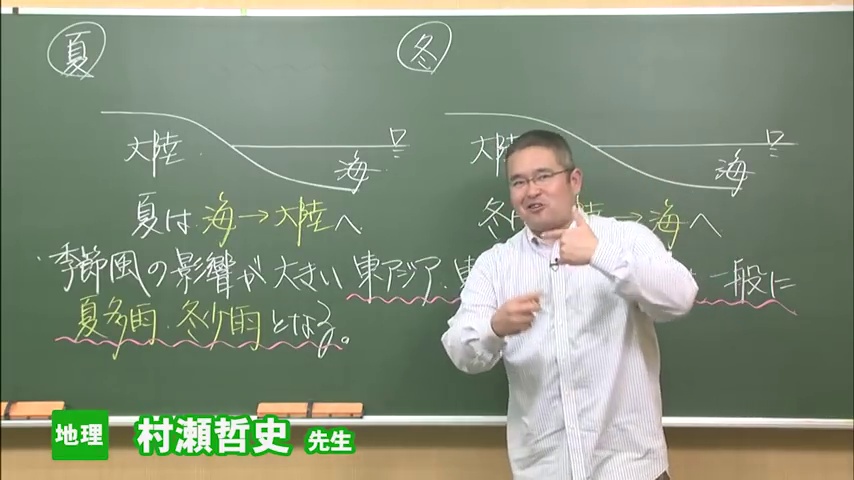 夏 冬
大陸 海 大陸 海
夏は 海→大陸へ 冬 陸→海へ
・季節風の影響が大きい 東アジア・東 は一般に
夏多雨・冬少雨となる。
地理 村瀬哲史 先生